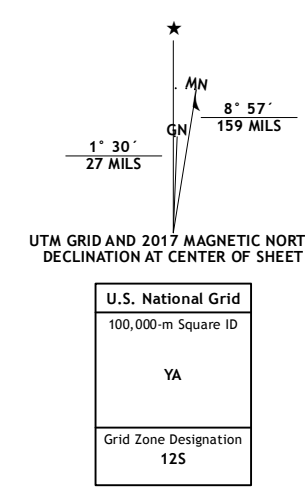 ★
MN
8° 57´
159 MILS
GN
1° 30´
27 MILS
UTM GRID AND 2017 MAGNETIC NORT
DECLINATION AT CENTER OF SHEET
U.S. National Grid
100,000-m Square ID
YA
Grid Zone Designation
12S